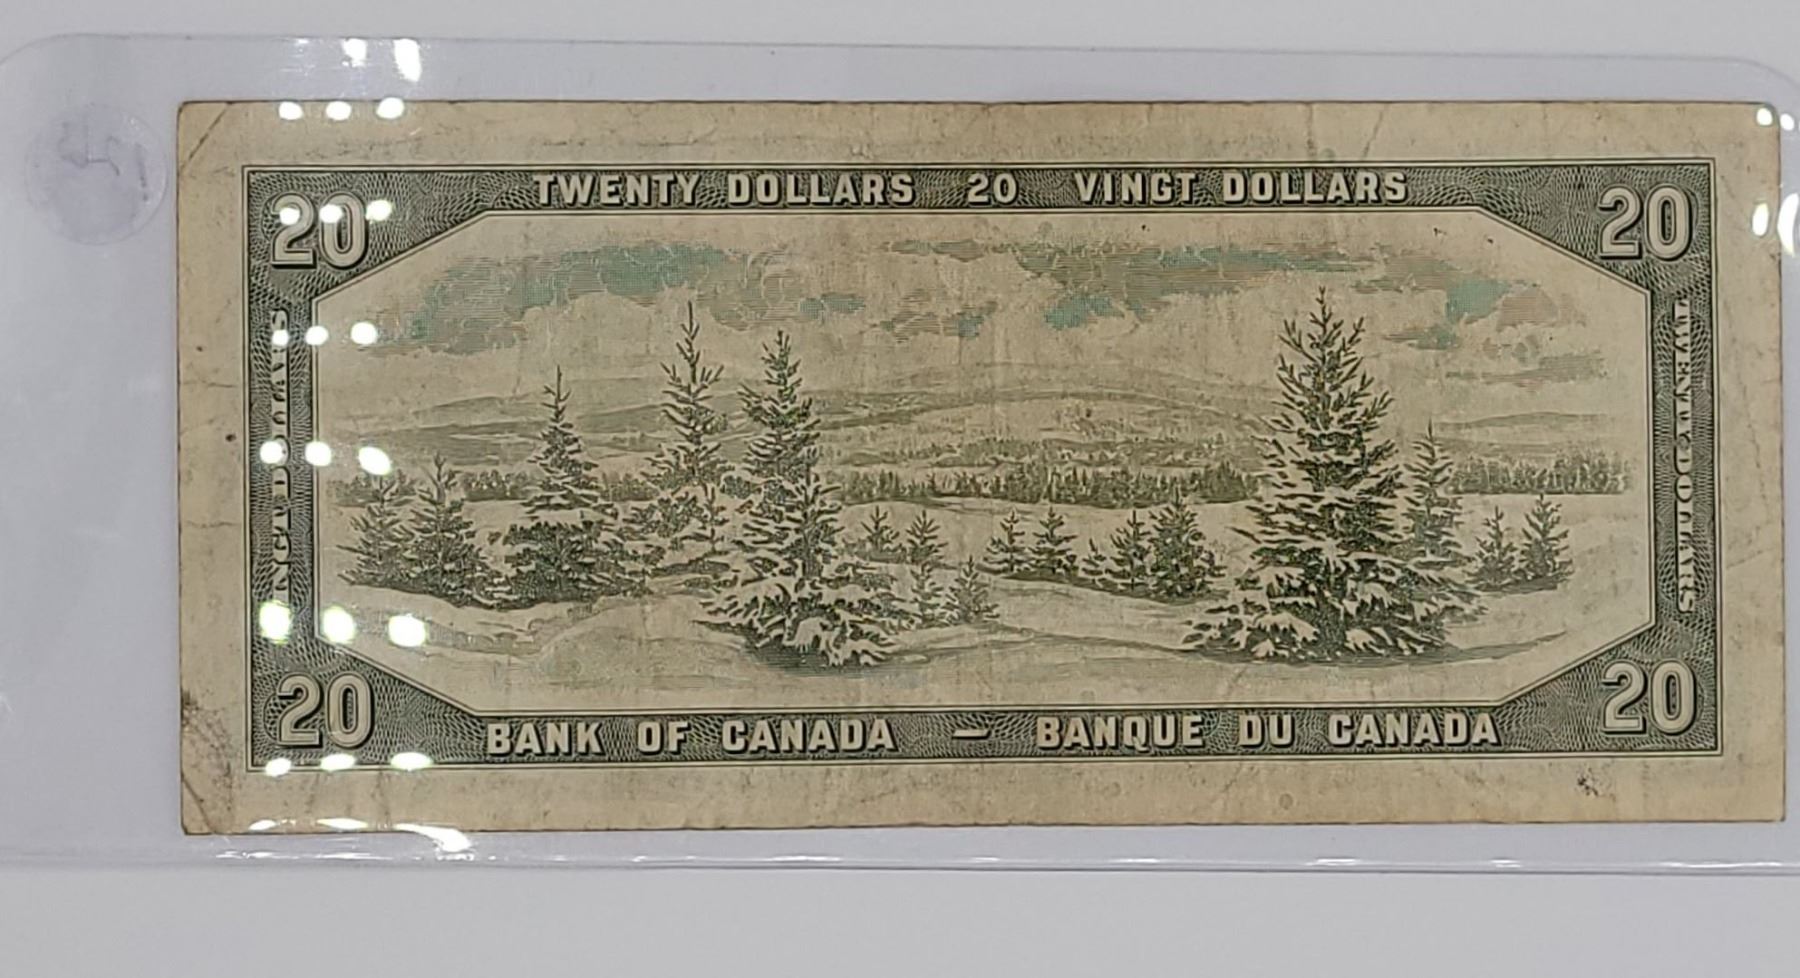 TWENTY DOLLARS 20 VINGT DOLLARS
20
20
VINGT DOLLARS
TWENTY DOLLARS
20
20
BANK OF CANADA – BANQUE DU CANADA